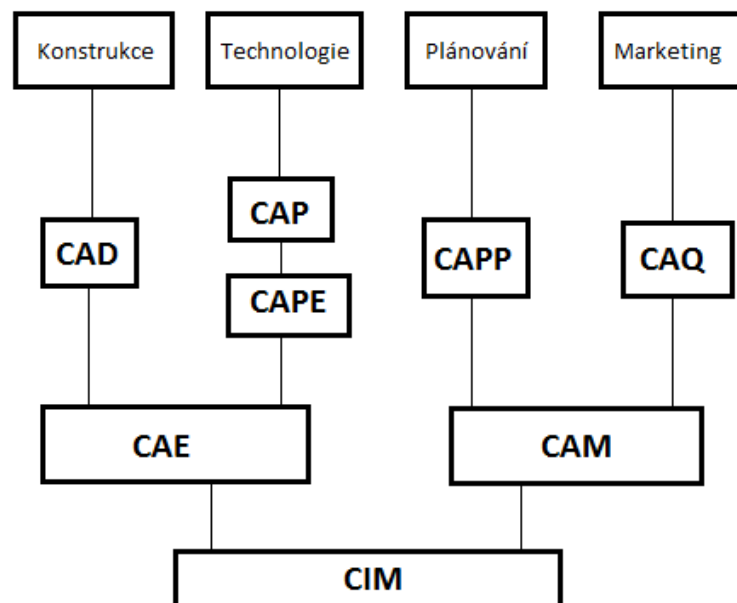 Konstrukce
Technologie
Plánování
Marketing
CAP
CAD
CAPP
CAQ
CAPE
CAE
CAM
CIM